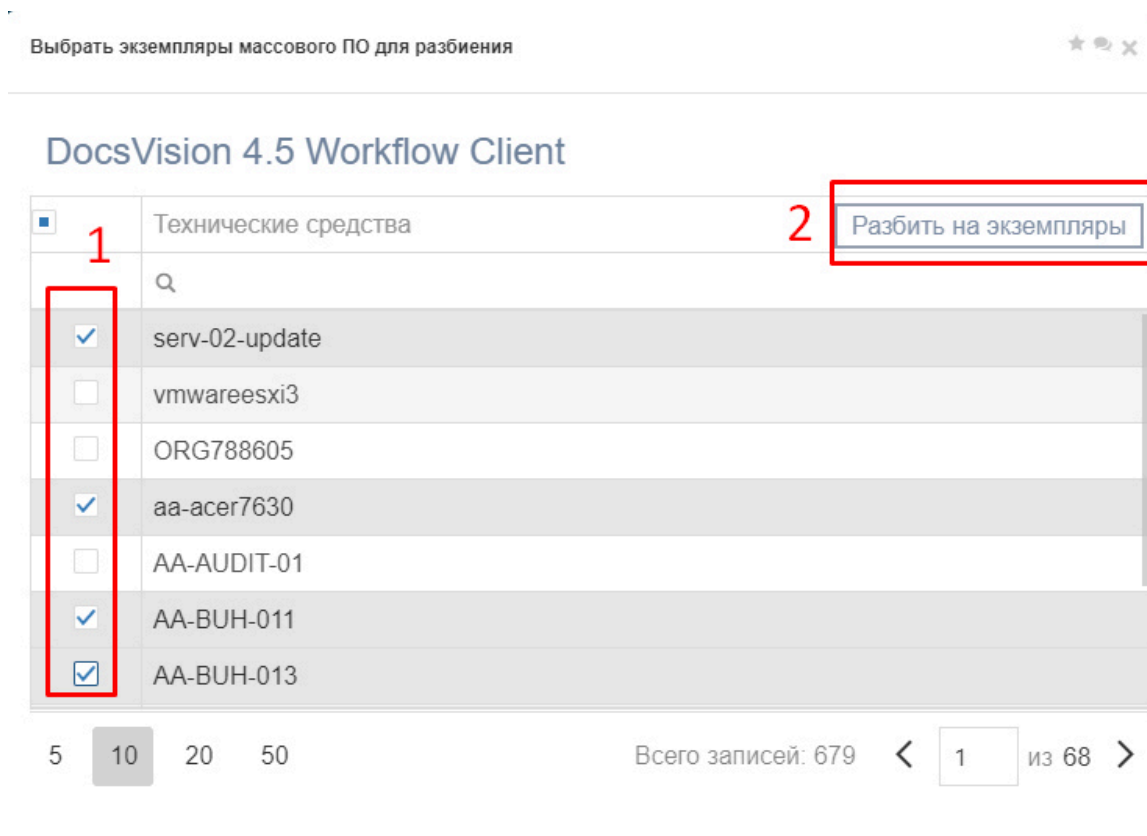 Выбрать экземпляры массового ПО для разбиения
DocsVision 4.5 Workflow Client
1
Технические средства
2
Разбить на экземпляры
serv-02-update
vmwareesxi3
ORG788605
aa-acer7630
AA-AUDIT-01
AA-BUH-011
AA-BUH-013
5 10 20 50 Всего записей: 679 1 из 68